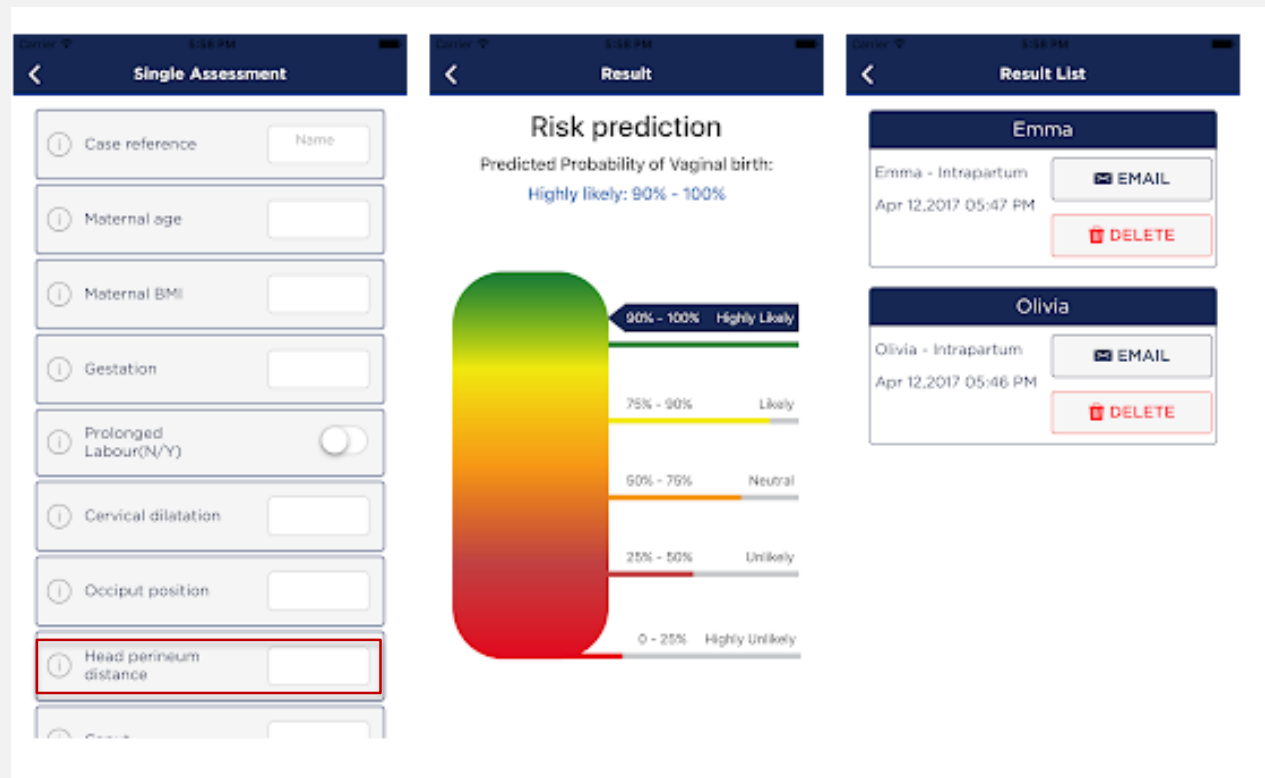 Carrier 5:58 PM
Single Assessment
Case reference Name
Maternal age
Maternal BMI
Gestation
Prolonged
Labour(N/Y)
Cervical dilatation
Occiput position
Head perineum
distance
Carrier 5:58 PM
Result
Risk prediction
Predicted Probability of Vaginal birth:
Highly likely: 90% - 100%
90% - 100% Highly Likely
75% - 90% Likely
50% - 75% Neutral
25% - 50% Unlikely
0 - 25% Highly Unlikely
Carrier 5:58 PM
Result List
Emma
Emma - Intrapartum
Apr 12,2017 05:47 PM
EMAIL
DELETE
Olivia
Olivia - Intrapartum
Apr 12,2017 05:46 PM
EMAIL
DELETE